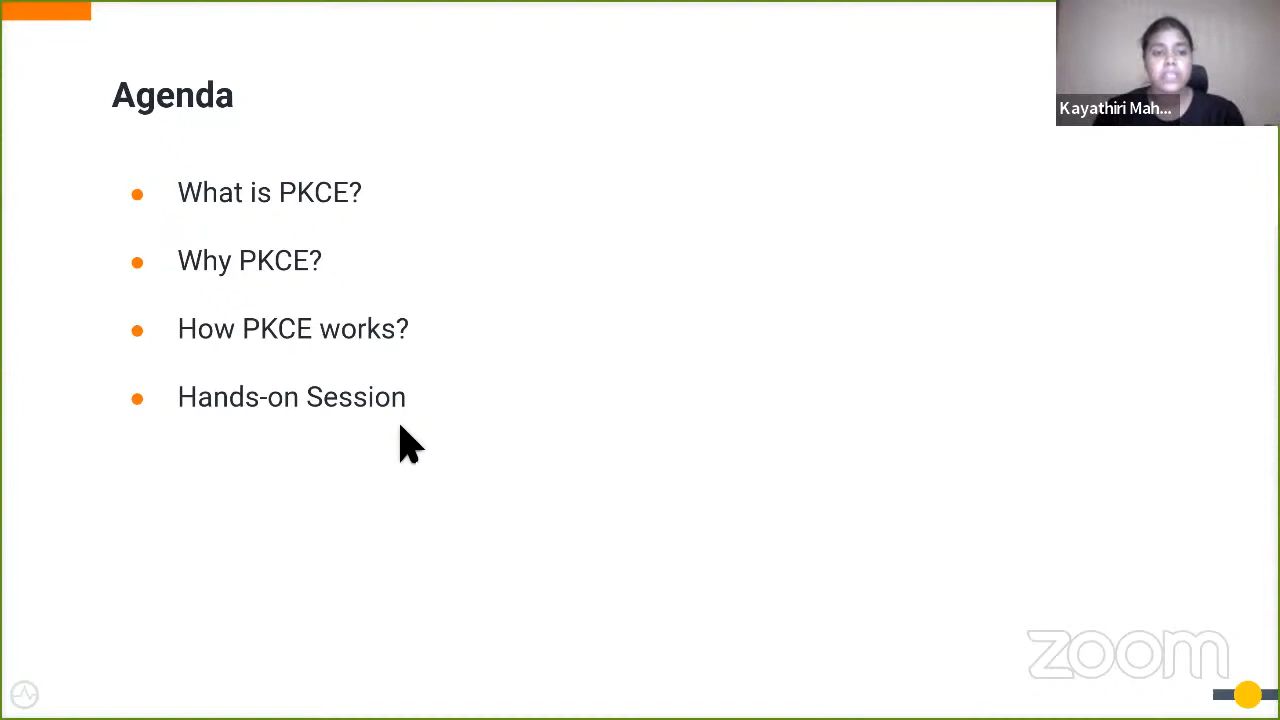 Agenda
Kayathiri Mah...
What is PKCE?
Why PKCE?
How PKCE works?
Hands-on Session
zoom